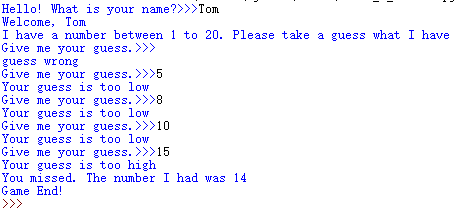 Hello! What is your name?>>>Tom
Welcome, Tom
I have a number between 1 to 20. Please take a guess what I have
Give me your guess.>>>
guess wrong
Give me your guess.>>>5
Your guess is too low
Give me your guess.>>>8
Your guess is too low
Give me your guess.>>>10
Your guess is too low
Give me your guess.>>>15
Your guess is too high
You missed. The number I had was 14
Game End!
>>>